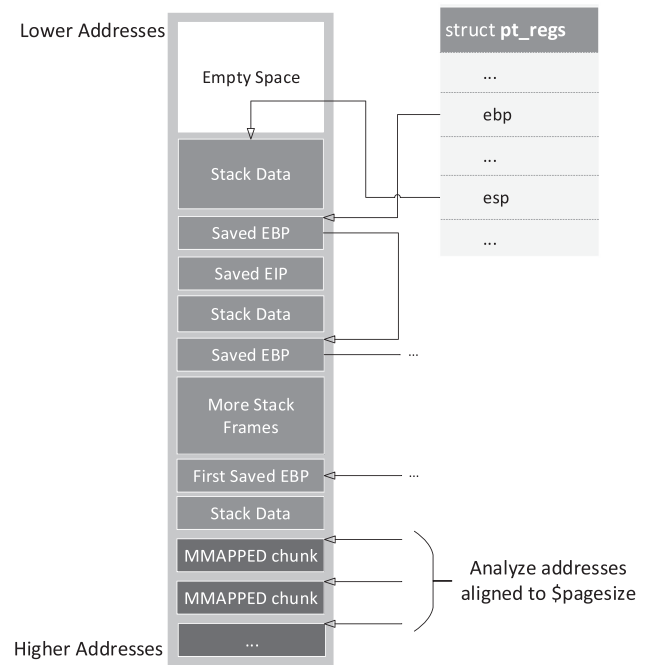 Lower Addresses
Empty Space
Stack Data
Saved EBP
Saved EIP
Stack Data
Saved EBP
...
More Stack
Frames
First Saved EBP
...
Stack Data
MMAPPED chunk
MMAPPED chunk
...
Higher Addresses
struct pt_regs
...
ebp
...
esp
...
Analyze addresses
aligned to $pagesize